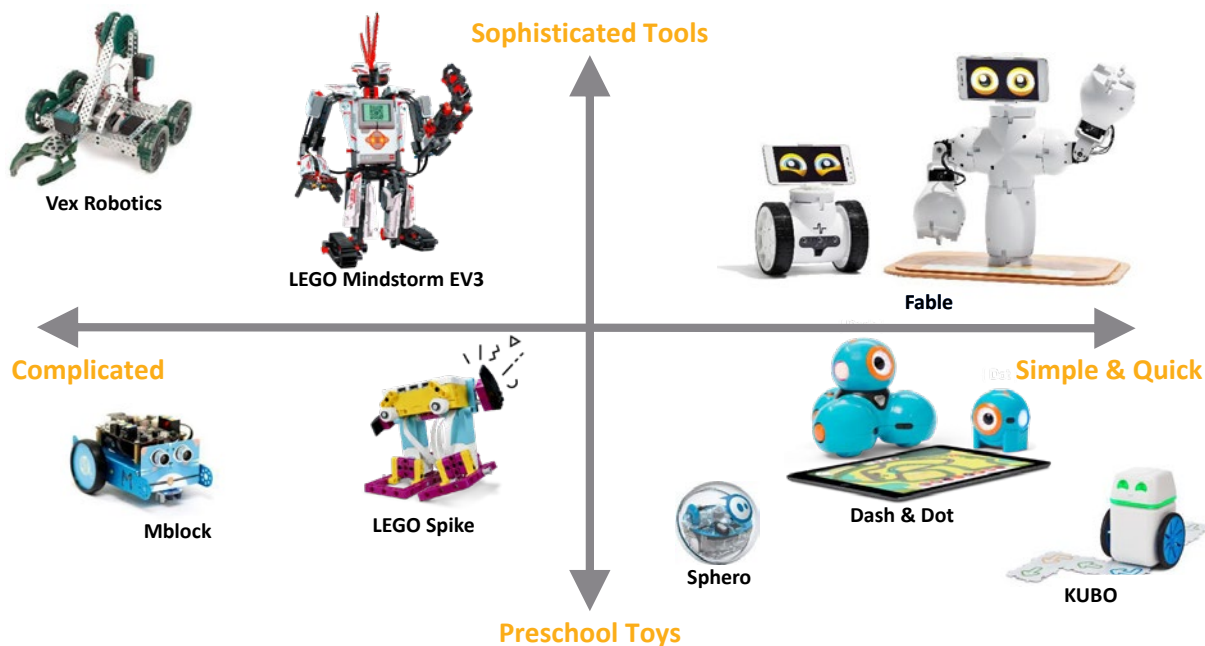 Sophisticated Tools
Vex Robotics
LEGO Mindstorm EV3
Fable
Complicated
Simple & Quick
Mblock
LEGO Spike
Dash & Dot
Sphero
KUBO
Preschool Toys